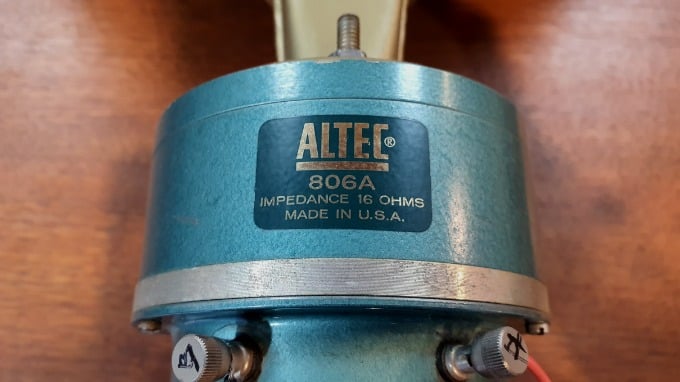 ALTEC®
806A
IMPEDANCE 16 OHMS
MADE IN U.S.A.